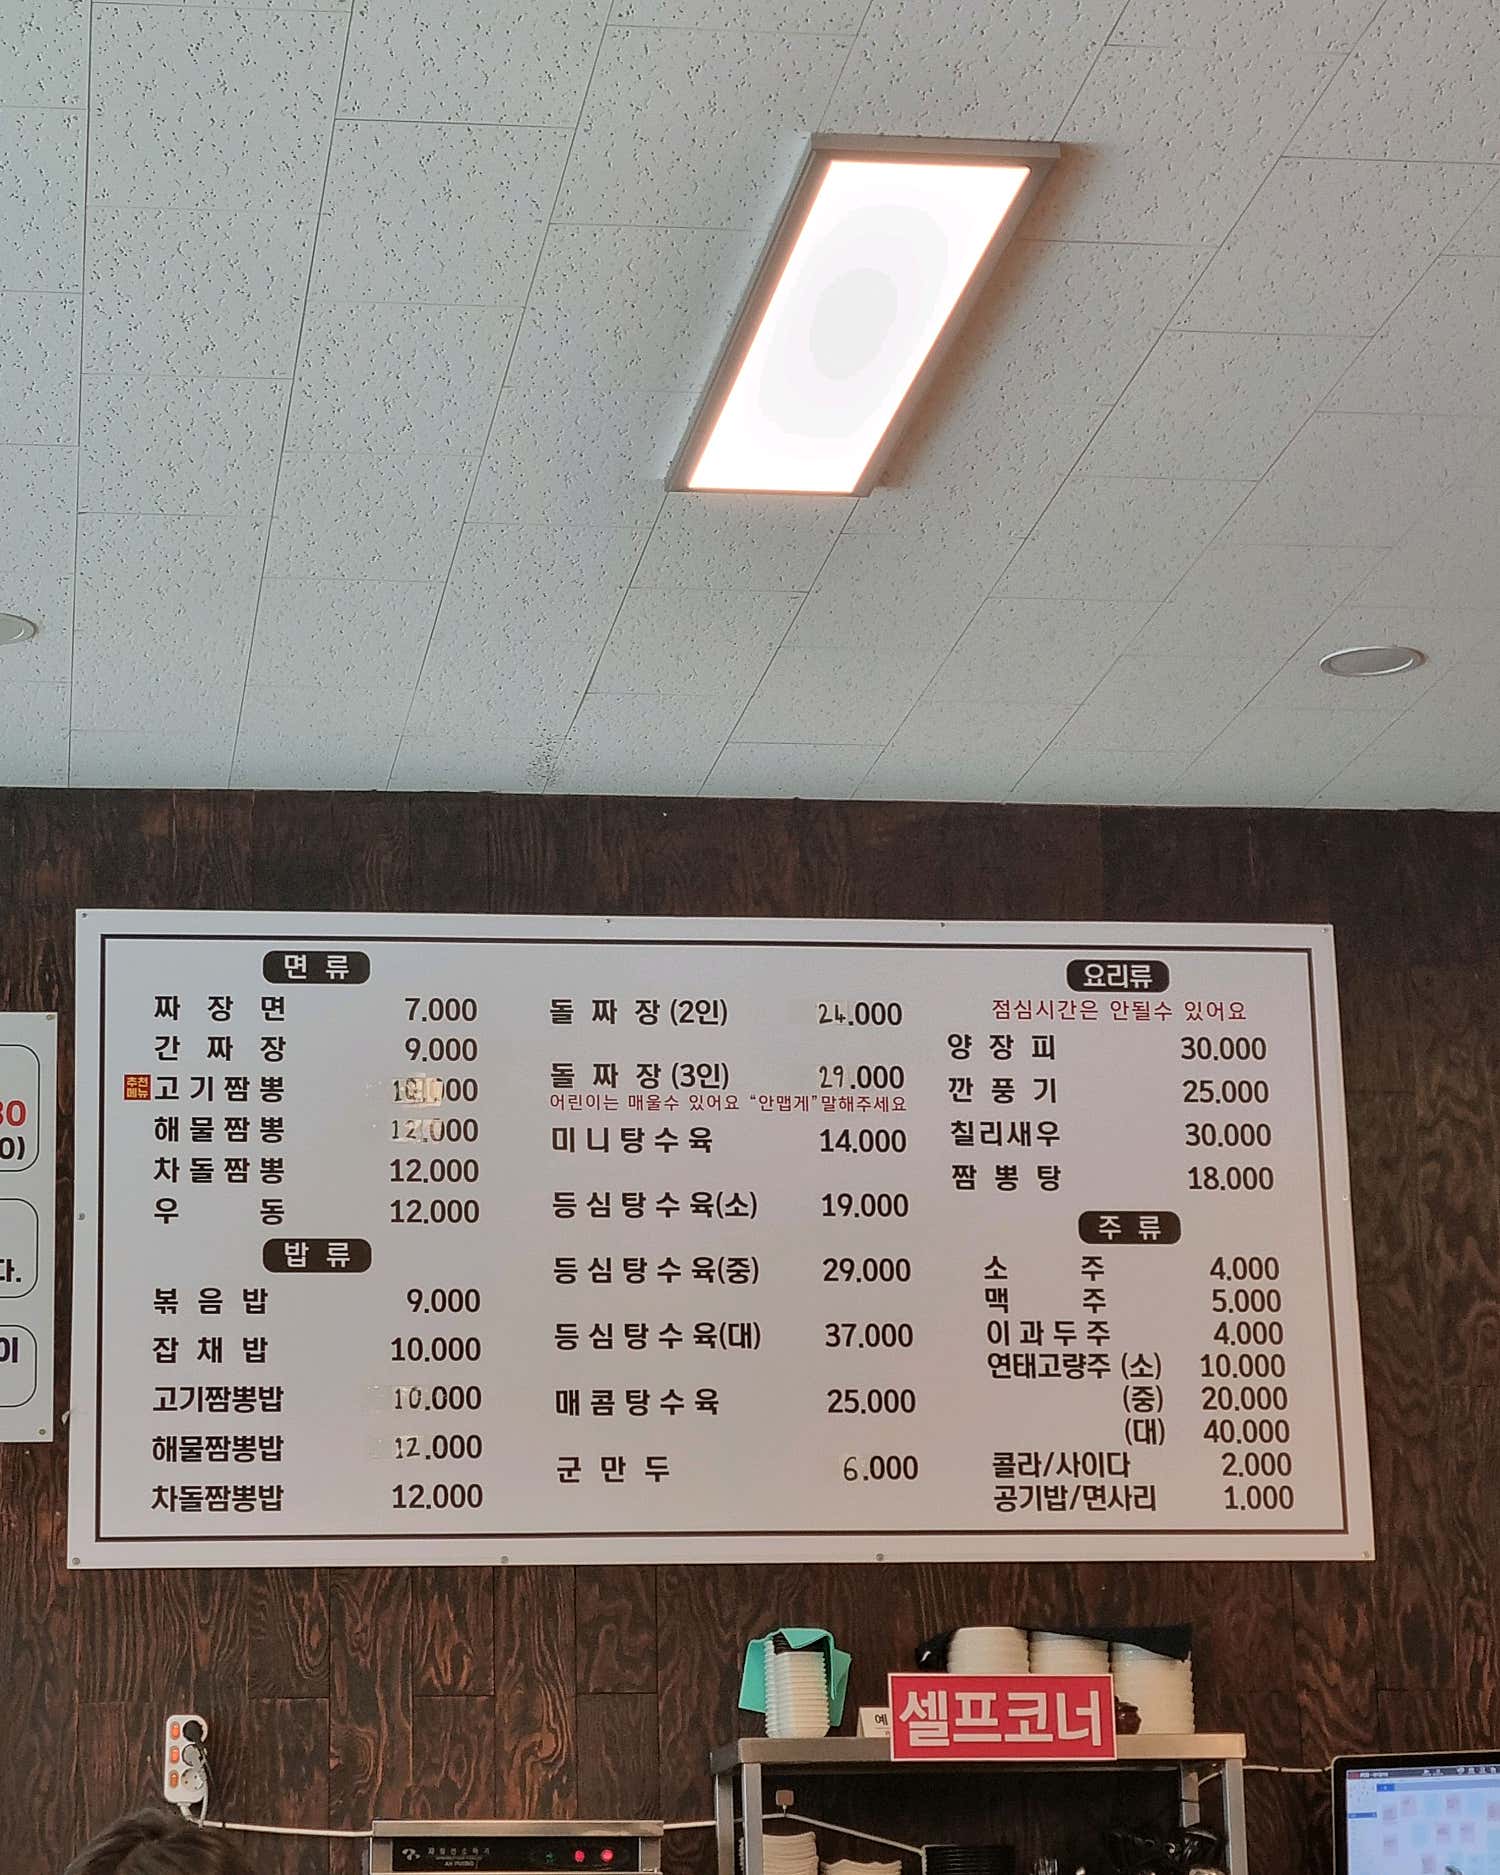 면 류
짜 장 면 7.000
간 짜 장 9.000
추천메뉴 고 기 짬 뽕 10.000
해 물 짬 뽕 12.000
차 돌 짬 뽕 12.000
우 동 12.000
밥 류
볶 음 밥 9.000
잡 채 밥 10.000
고기짬뽕밥 10.000
해물짬뽕밥 12.000
차돌짬뽕밥 12.000
돌 짜 장 (2인) 24.000
돌 짜 장 (3인) 29.000
어린이는 매울수 있어요 “안맵게”말해주세요
미 니 탕 수 육 14.000
등 심 탕 수 육(소) 19.000
등 심 탕 수 육(중) 29.000
등 심 탕 수 육(대) 37.000
매 콤 탕 수 육 25.000
군 만 두 6.000
요리류
점심시간은 안될수 있어요
양 장 피 30.000
깐 풍 기 25.000
칠리새우 30.000
짬 뽕 탕 18.000
주 류
소 주 4.000
맥 주 5.000
이 과 두 주 4.000
연태고량주 (소) 10.000
(중) 20.000
(대) 40.000
콜라/사이다 2.000
공기밥/면사리 1.000
다.
이
예
셀프코너